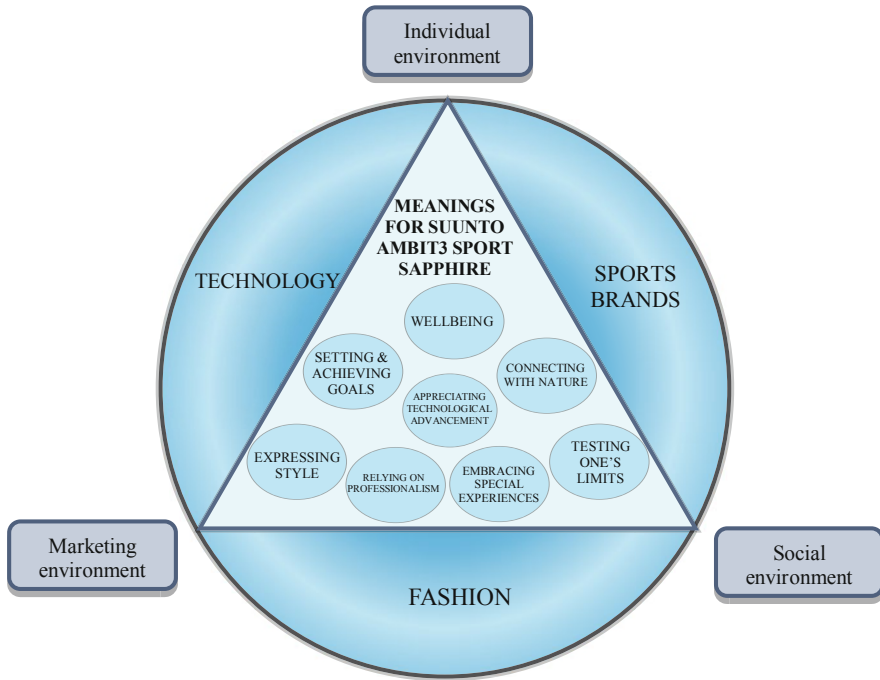 Individual
environment
MEANINGS
FOR SUUNTO
AMBIT3 SPORT
SAPPHIRE
TECHNOLOGY
SPORTS
BRANDS
WELLBEING
SETTING &
ACHIEVING
GOALS
CONNECTING
WITH NATURE
APPRECIATING
TECHNOLOGICAL
ADVANCEMENT
EXPRESSING
STYLE
RELYING ON
PROFESSIONALISM
EMBRACING
SPECIAL
EXPERIENCES
TESTING
ONE'S
LIMITS
Marketing
environment
Social
environment
FASHION